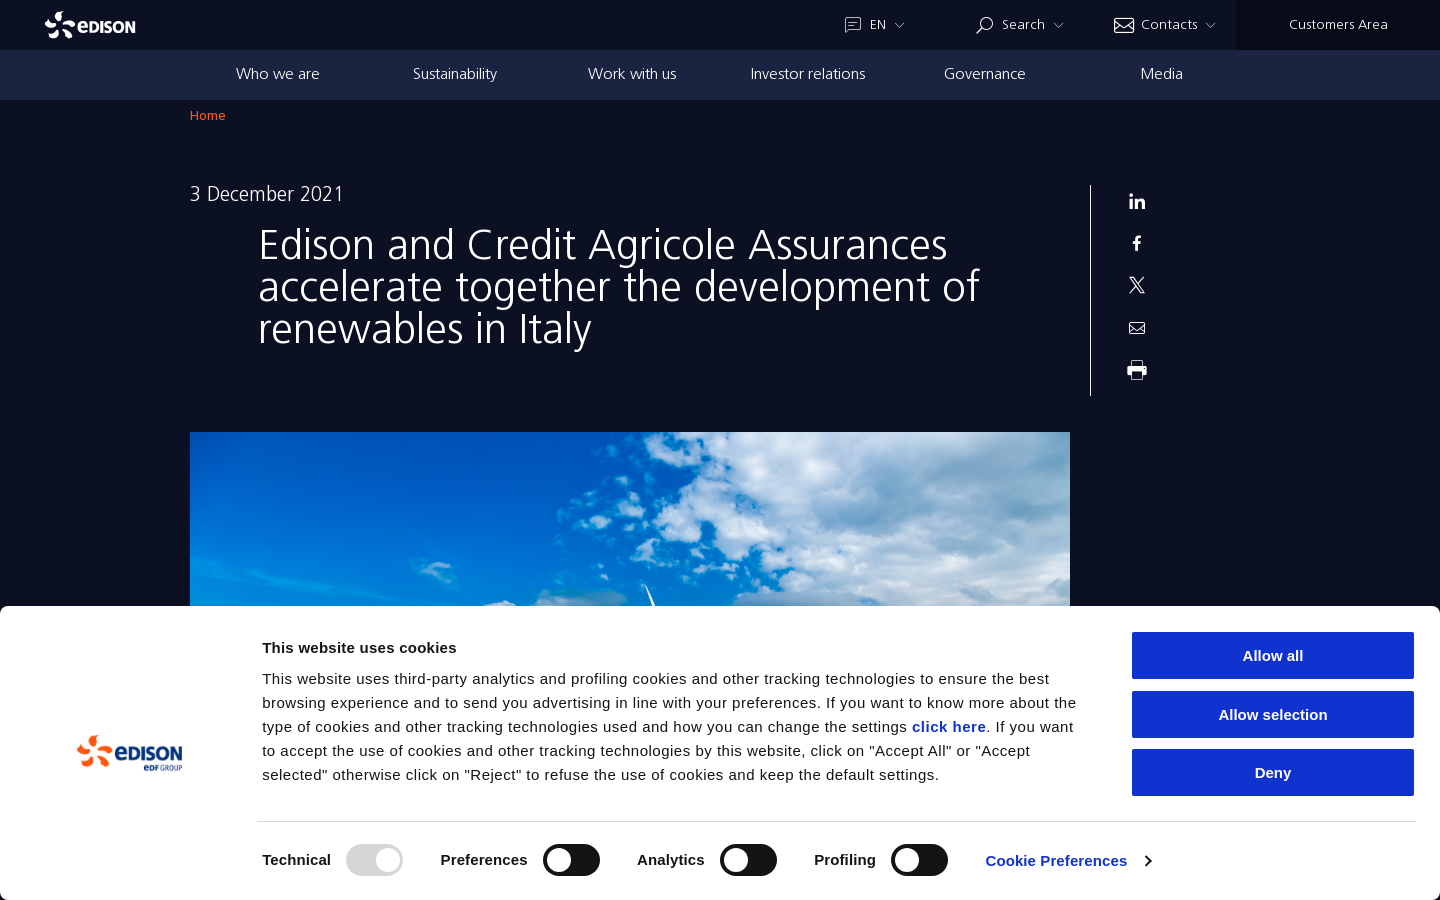 EDISON
EN
Search
Contacts
Customers Area
Who we are
Sustainability
Work with us
Investor relations
Governance
Media
Home
3 December 2021
Edison and Credit Agricole Assurances
accelerate together the development of
renewables in Italy
This website uses cookies
This website uses third-party analytics and profiling cookies and other tracking technologies to ensure the best
browsing experience and to send you advertising in line with your preferences. If you want to know more about the
type of cookies and other tracking technologies used and how you can change the settings click here. If you want
to accept the use of cookies and other tracking technologies by this website, click on "Accept All" or "Accept
selected" otherwise click on "Reject" to refuse the use of cookies and keep the default settings.
Allow all
Allow selection
Deny
EDISON
EDF GROUP
Technical
Preferences
Analytics
Profiling
Cookie Preferences